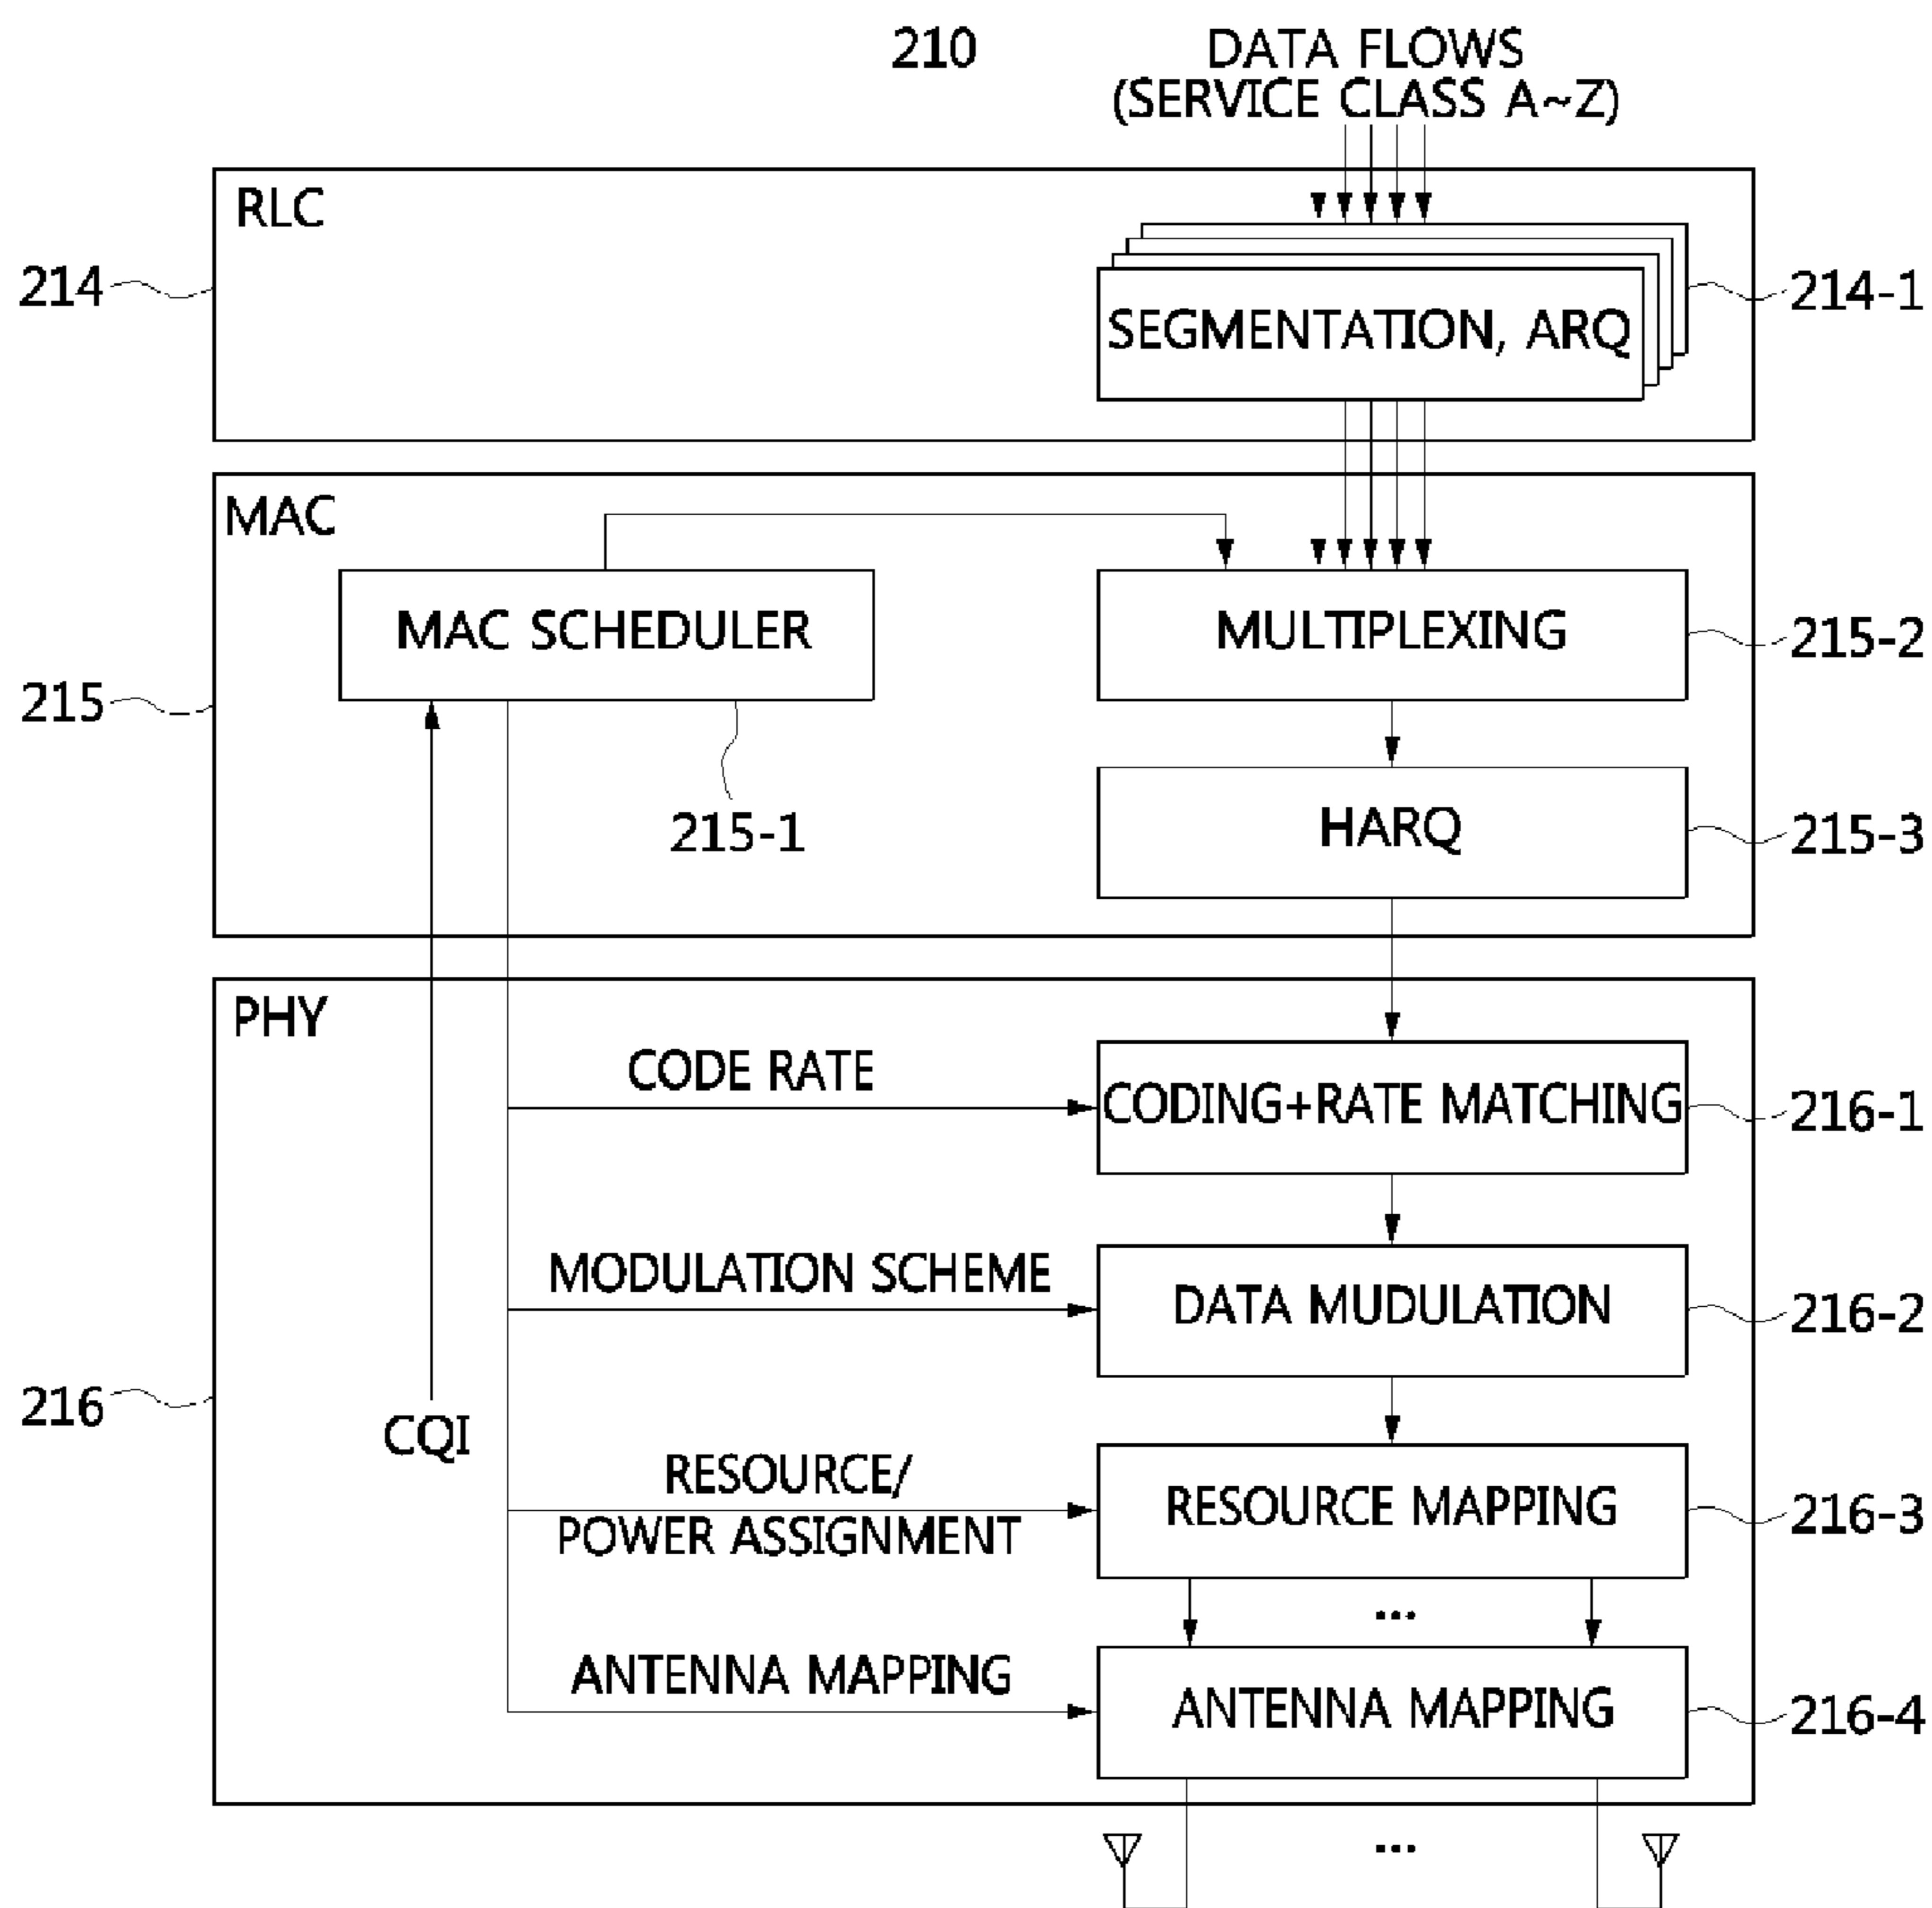 210
DATA FLOWS
(SERVICE CLASS A~Z)
RLC
214
214-1
SEGMENTATION, ARQ
MAC
MAC SCHEDULER
MULTIPLEXING
215-2
215
215-1
HARQ
215-3
PHY
CODE RATE
CODING+RATE MATCHING
216-1
MODULATION SCHEME
DATA MUDULATION
216-2
216
CQI
RESOURCE/
POWER ASSIGNMENT
RESOURCE MAPPING
216-3
...
ANTENNA MAPPING
ANTENNA MAPPING
216-4
...